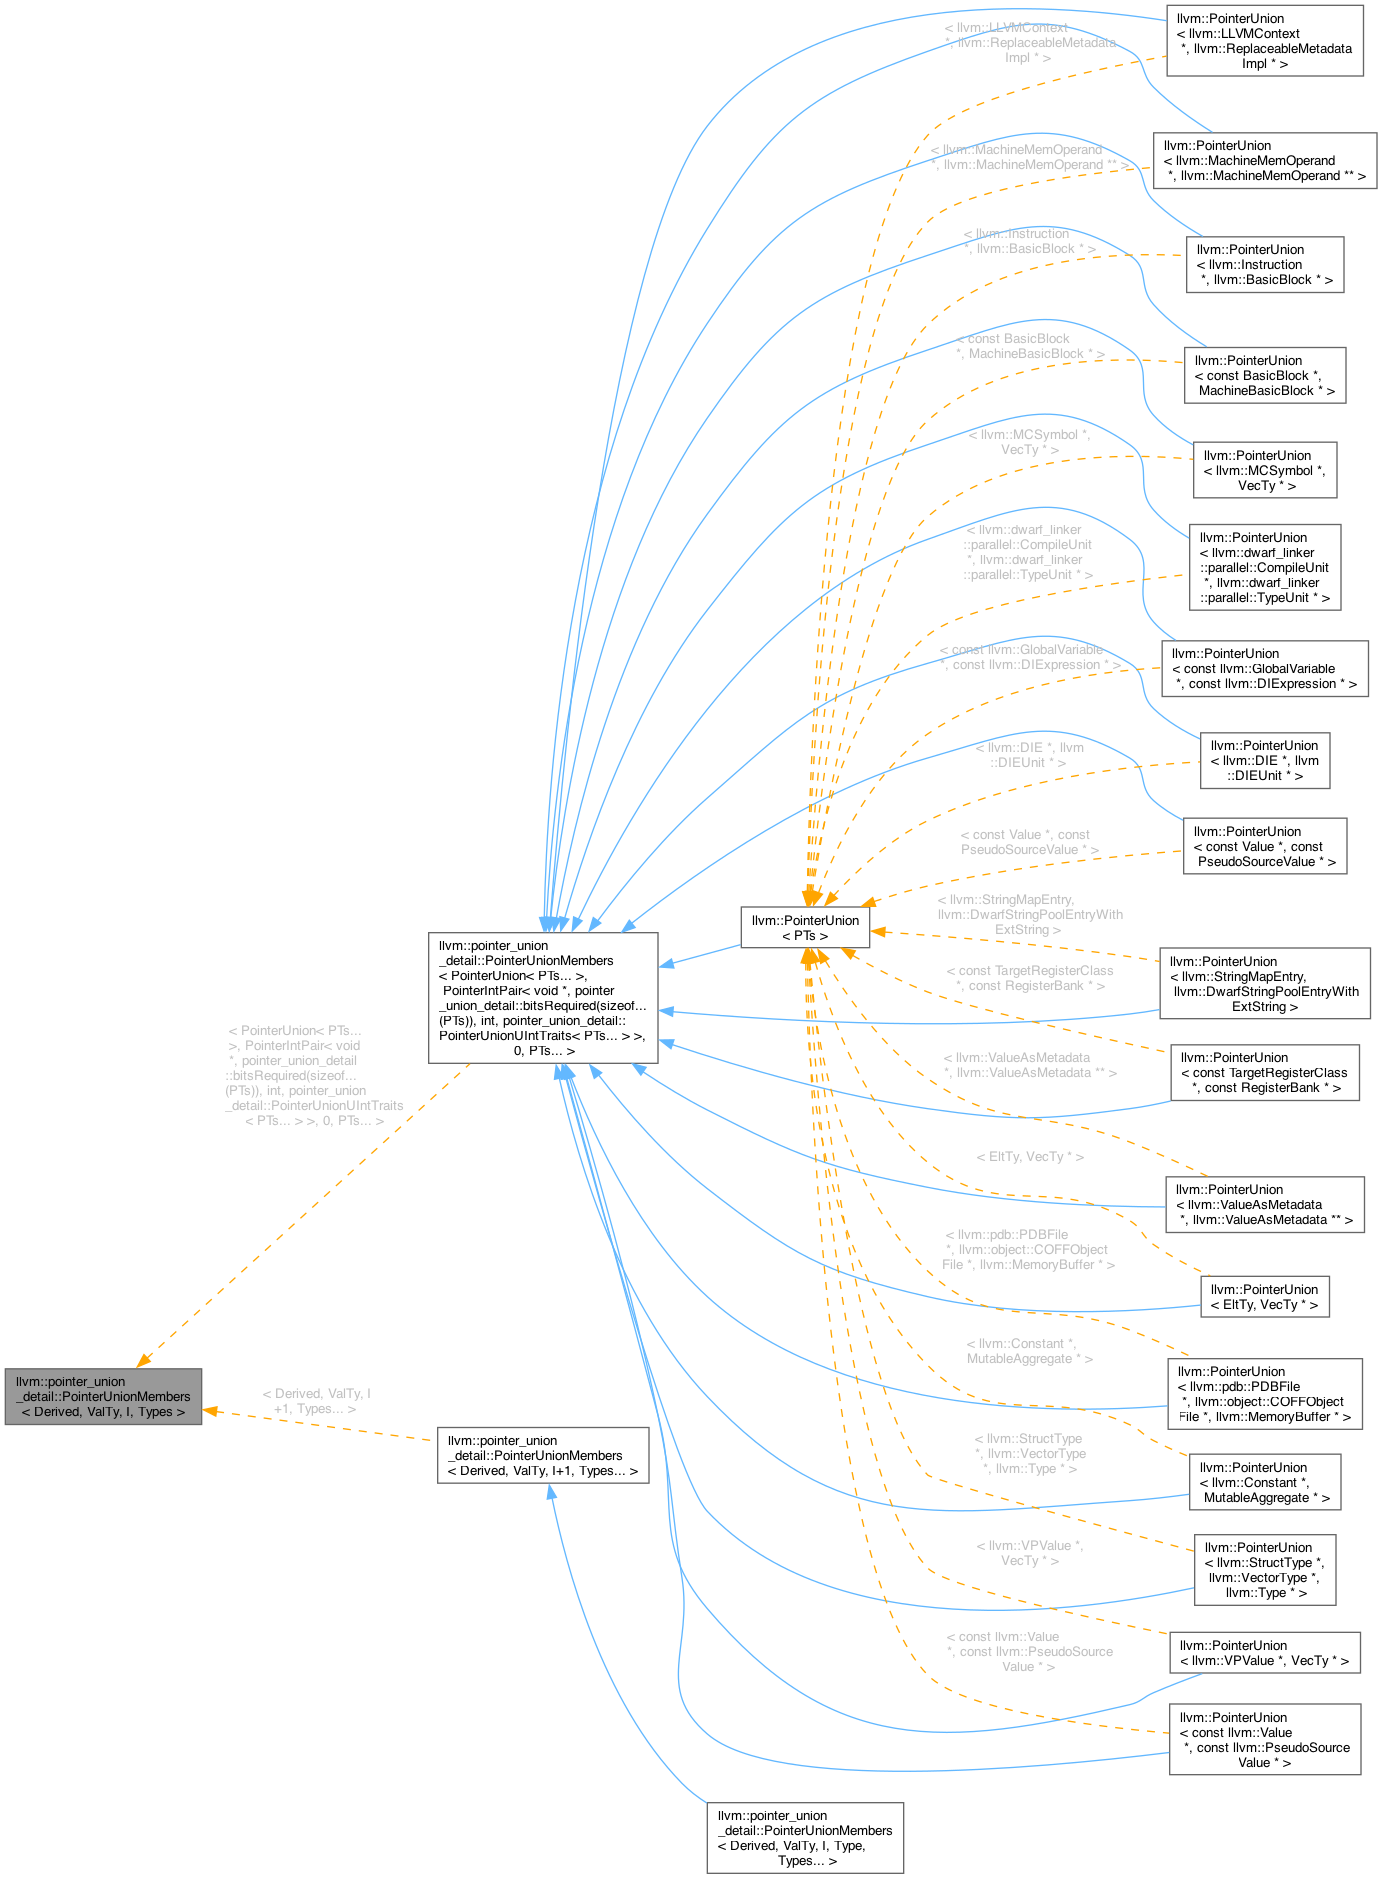 llvm::PointerUnion
< llvm::LLVMContext
*, llvm::ReplaceableMetadata
Impl * >
< llvm::LLVMContext
*, llvm::ReplaceableMetadata
Impl * >
llvm::PointerUnion
< llvm::MachineMemOperand
*, llvm::MachineMemOperand ** >
< llvm::MachineMemOperand
*, llvm::MachineMemOperand ** >
llvm::PointerUnion
< llvm::Instruction
*, llvm::BasicBlock * >
< llvm::Instruction
*, llvm::BasicBlock * >
llvm::PointerUnion
< const BasicBlock *,
MachineBasicBlock * >
< const BasicBlock
*, MachineBasicBlock * >
llvm::PointerUnion
< llvm::MCSymbol *,
VecTy * >
< llvm::MCSymbol *,
VecTy * >
llvm::PointerUnion
< llvm::dwarf_linker
::parallel::CompileUnit
*, llvm::dwarf_linker
::parallel::TypeUnit * >
< llvm::dwarf_linker
::parallel::CompileUnit
*, llvm::dwarf_linker
::parallel::TypeUnit * >
llvm::PointerUnion
< const llvm::GlobalVariable
*, const llvm::DIExpression * >
< const llvm::GlobalVariable
*, const llvm::DIExpression * >
llvm::PointerUnion
< llvm::DIE *, llvm
::DIEUnit * >
< llvm::DIE *, llvm
::DIEUnit * >
llvm::PointerUnion
< const Value *, const
PseudoSourceValue * >
< const Value *, const
PseudoSourceValue * >
llvm::PointerUnion
< PTs >
< llvm::StringMapEntry,
llvm::DwarfStringPoolEntryWith
ExtString >
llvm::PointerUnion
< llvm::StringMapEntry,
llvm::DwarfStringPoolEntryWith
ExtString >
llvm::pointer_union
_detail::PointerUnionMembers
< PointerUnion< PTs... >,
PointerIntPair< void *, pointer
_union_detail::bitsRequired(sizeof...
(PTs)), int, pointer_union_detail::
PointerUnionUIntTraits< PTs... > >,
0, PTs... >
< const TargetRegisterClass
*, const RegisterBank * >
llvm::PointerUnion
< const TargetRegisterClass
*, const RegisterBank * >
< PointerUnion< PTs...
>, PointerIntPair< void
*, pointer_union_detail
::bitsRequired(sizeof...
(PTs)), int, pointer_union
_detail::PointerUnionUIntTraits
< PTs... > >, 0, PTs... >
< llvm::ValueAsMetadata
*, llvm::ValueAsMetadata ** >
llvm::PointerUnion
< llvm::ValueAsMetadata
*, llvm::ValueAsMetadata ** >
< EltTy, VecTy * >
llvm::PointerUnion
< EltTy, VecTy * >
< llvm::pdb::PDBFile
*, llvm::object::COFFObject
File *, llvm::MemoryBuffer * >
llvm::PointerUnion
< llvm::pdb::PDBFile
*, llvm::object::COFFObject
File *, llvm::MemoryBuffer * >
llvm::pointer_union
_detail::PointerUnionMembers
< Derived, ValTy, I, Types >
< Derived, ValTy, I
+1, Types... >
llvm::pointer_union
_detail::PointerUnionMembers
< Derived, ValTy, I+1, Types... >
< llvm::Constant *,
MutableAggregate * >
llvm::PointerUnion
< llvm::Constant *,
MutableAggregate * >
< llvm::StructType
*, llvm::VectorType
*, llvm::Type * >
llvm::PointerUnion
< llvm::StructType *,
llvm::VectorType *,
llvm::Type * >
< llvm::VPValue *,
VecTy * >
llvm::PointerUnion
< llvm::VPValue *, VecTy * >
< const llvm::Value
*, const llvm::PseudoSource
Value * >
llvm::PointerUnion
< const llvm::Value
*, const llvm::PseudoSource
Value * >
llvm::pointer_union
_detail::PointerUnionMembers
< Derived, ValTy, I, Type,
Types... >